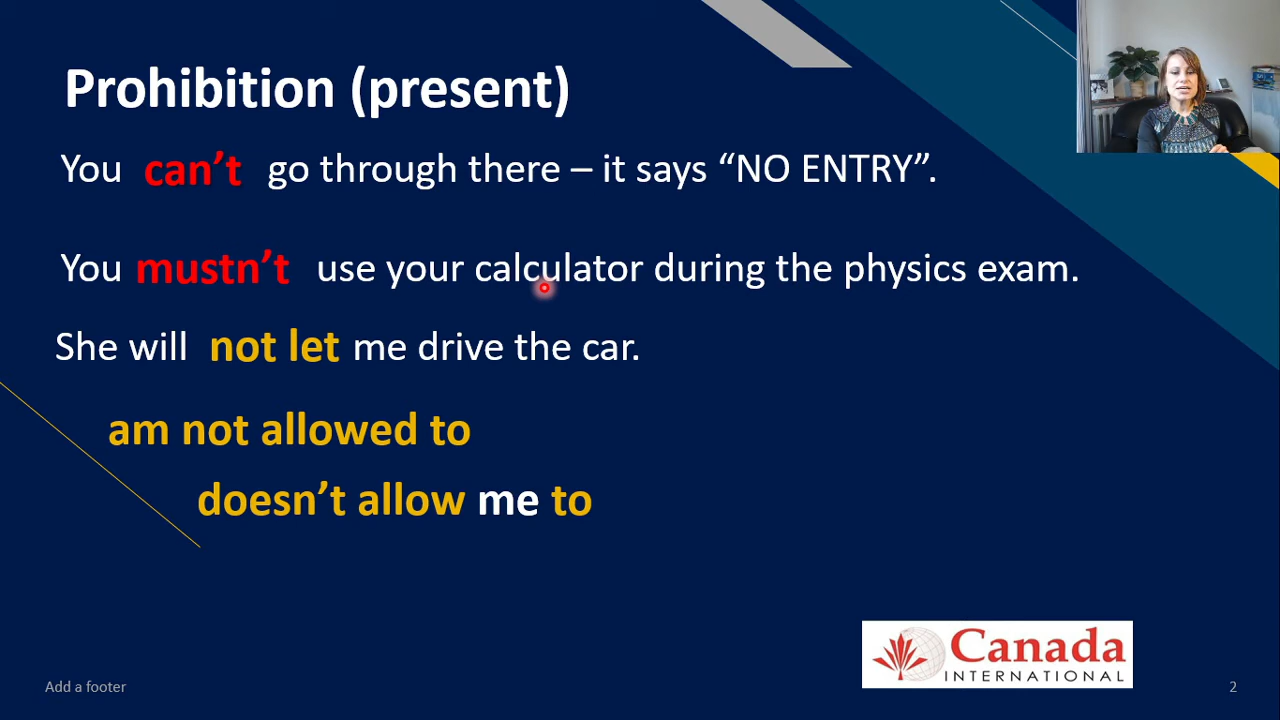 Prohibition (present)
You can’t go through there – it says “NO ENTRY”.
You mustn’t use your calculator during the physics exam.
She will not let me drive the car.
am not allowed to
doesn’t allow me to
Canada
INTERNATIONAL
Add a footer
2